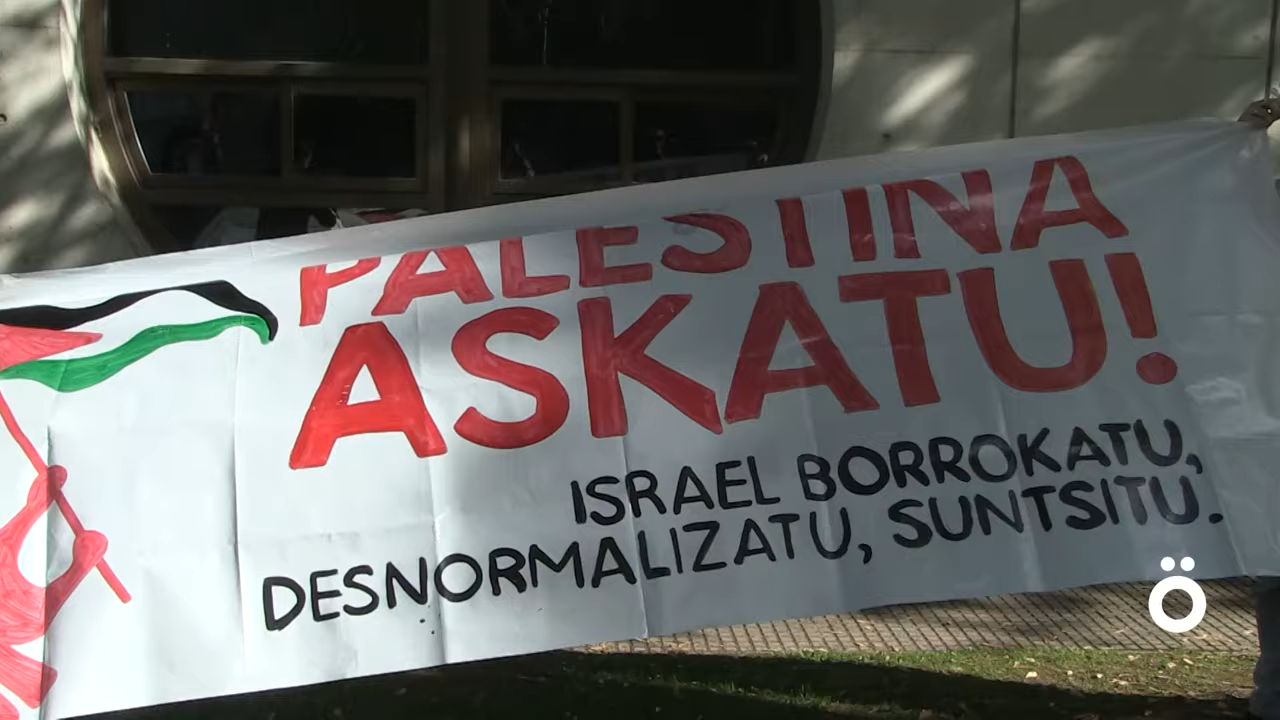 PALESTINA
ASKATU!
ISRAEL BORROKATU,
DESNORMALIZATU, SUNTSITU.
Ö